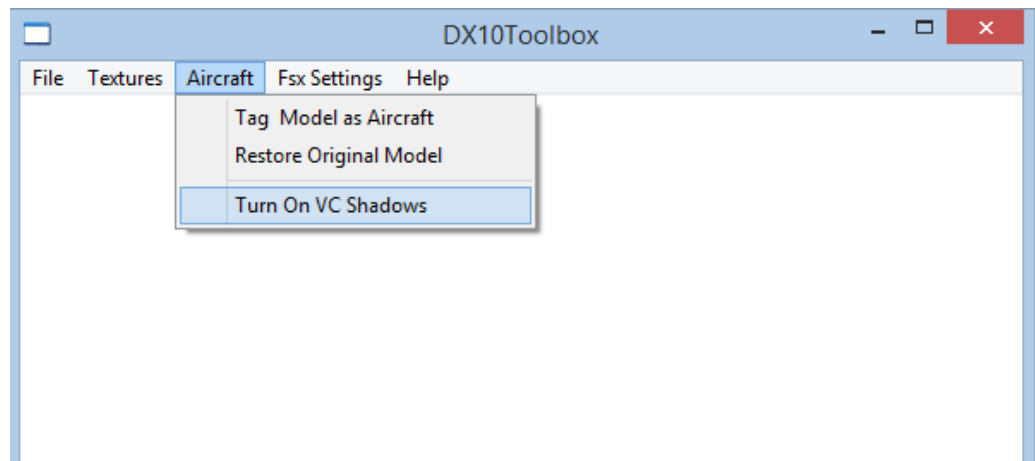 DX10Toolbox
File Textures Aircraft Fsx Settings Help
Tag  Model as Aircraft
Restore Original Model
Turn On VC Shadows